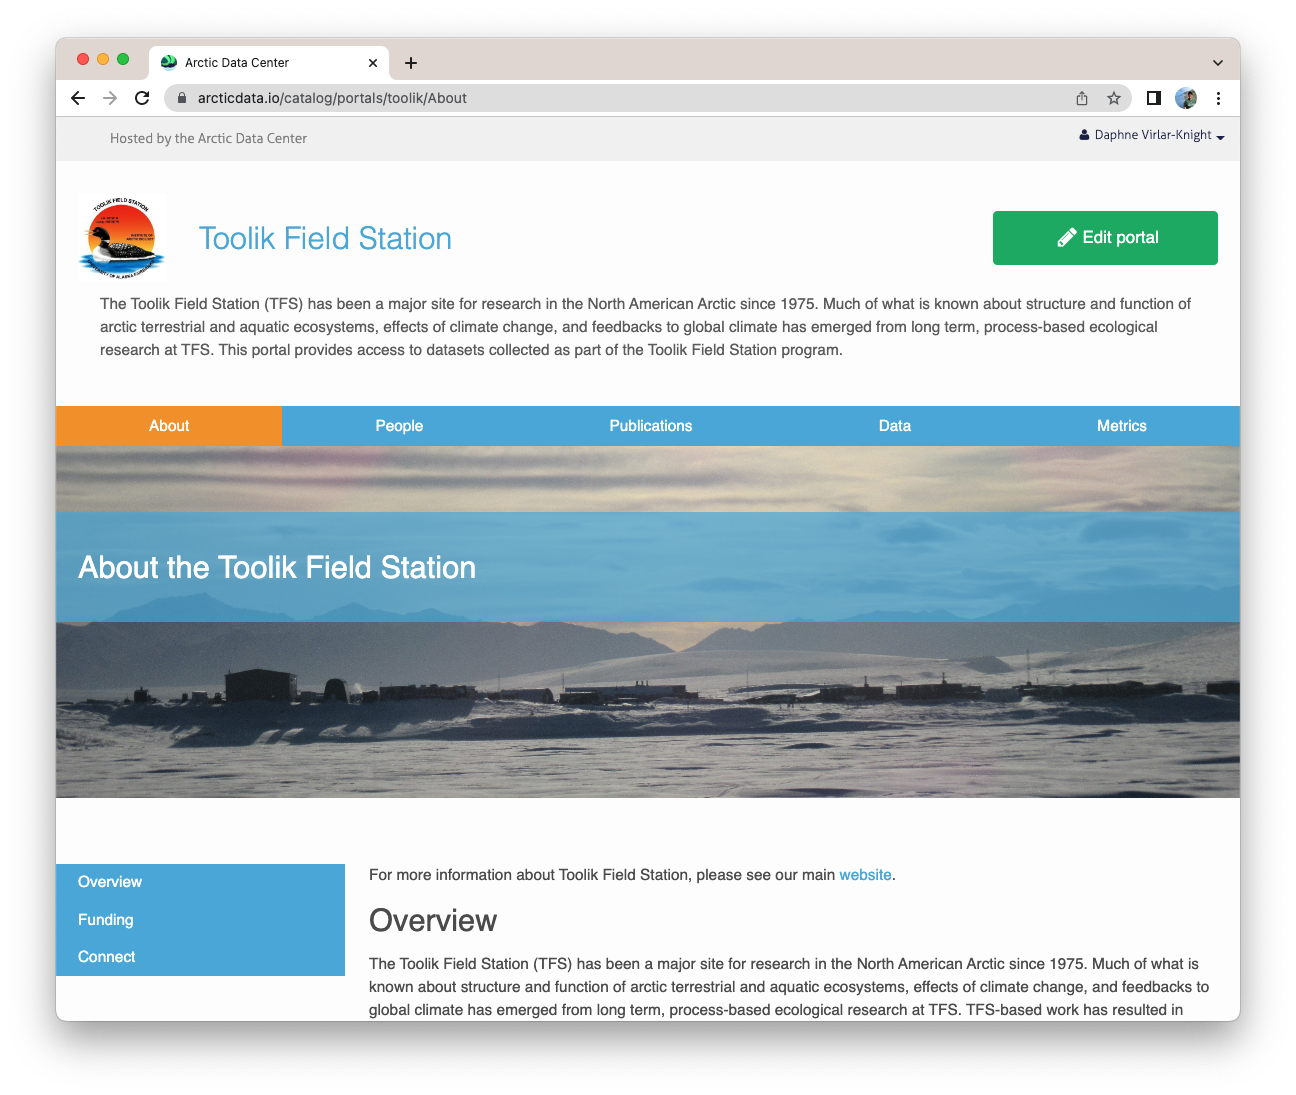 Arctic Data Center
arcticdata.io/catalog/portals/toolik/About
Hosted by the Arctic Data Center
Daphne Virlar-Knight
TOOLIK FIELD STATION
Toolik Field Station
Edit portal
The Toolik Field Station (TFS) has been a major site for research in the North American Arctic since 1975. Much of what is known about structure and function of
arctic terrestrial and aquatic ecosystems, effects of climate change, and feedbacks to global climate has emerged from long term, process-based ecological
research at TFS. This portal provides access to datasets collected as part of the Toolik Field Station program.
About
People
Publications
Data
Metrics
About the Toolik Field Station
Overview
Funding
Connect
For more information about Toolik Field Station, please see our main website.
Overview
The Toolik Field Station (TFS) has been a major site for research in the North American Arctic since 1975. Much of what is
known about structure and function of arctic terrestrial and aquatic ecosystems, effects of climate change, and feedbacks to
global climate has emerged from long term, process-based ecological research at TFS. TFS-based work has resulted in